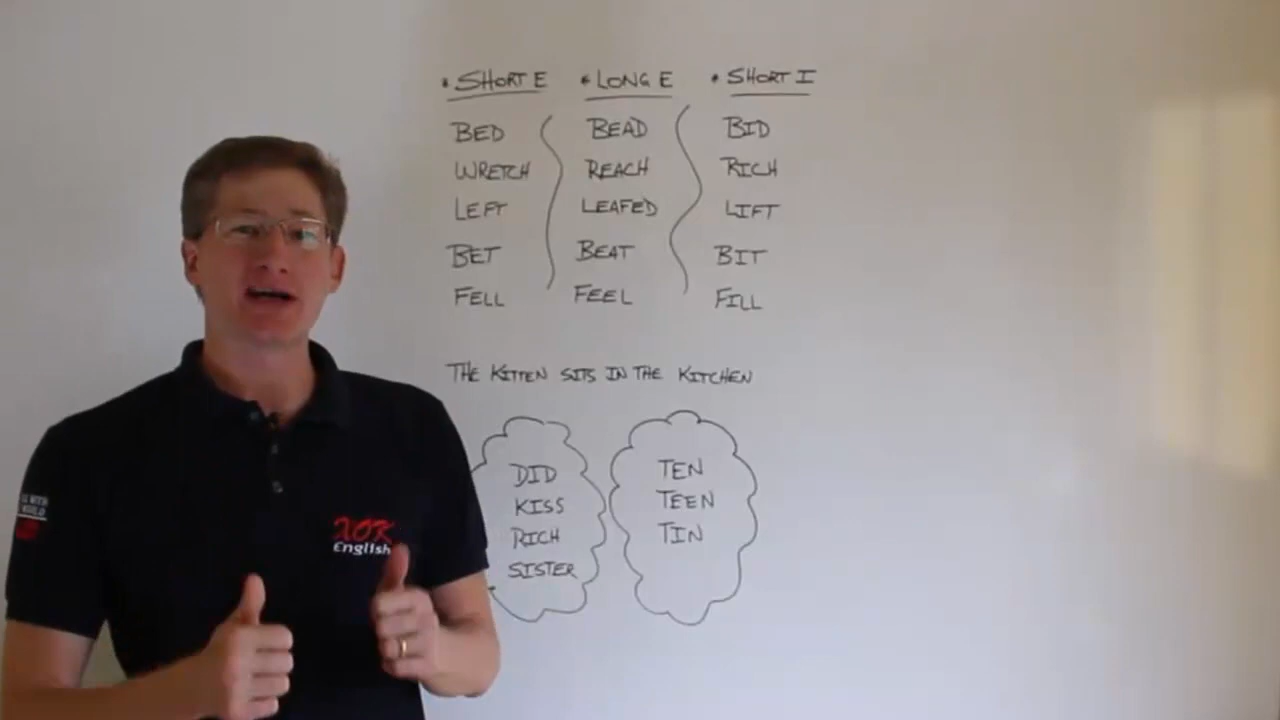 * SHORT E * LONG E * SHORT I
BED BEAD BID
WRETCH REACH RICH
LEFT LEAFED LIFT
BET BEAT BIT
FELL FEEL FILL
THE KITTEN SITS IN THE KITCHEN
DID
KISS
RICH
SISTER
TEN
TEEN
TIN
XOK
English